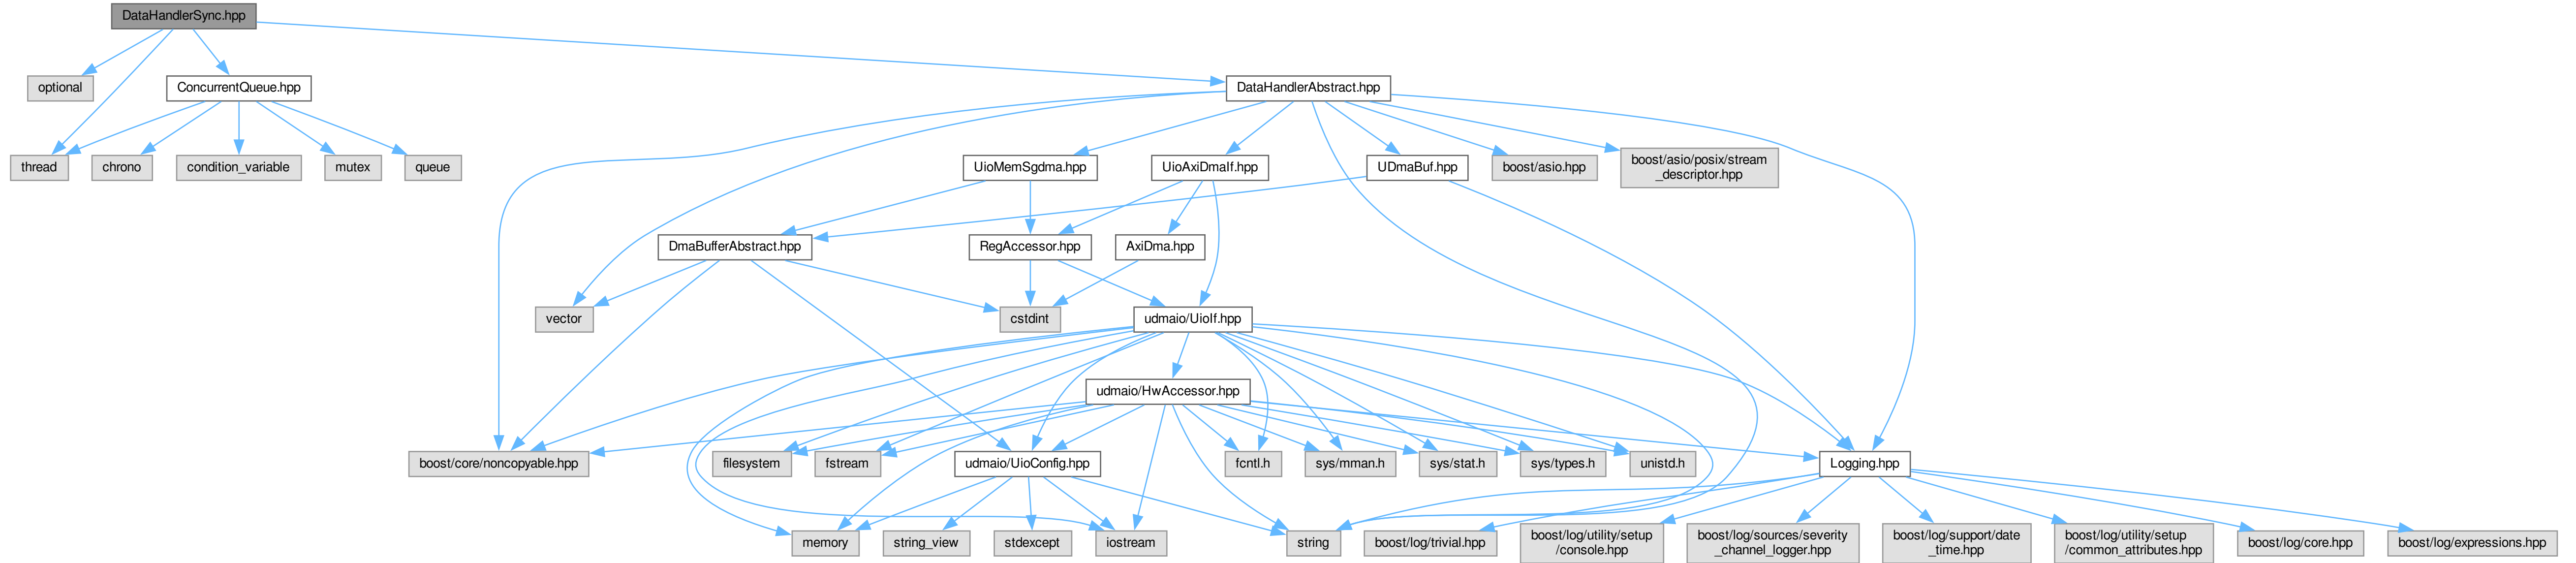 DataHandlerSync.hpp
optional
ConcurrentQueue.hpp
DataHandlerAbstract.hpp
thread
chrono
condition_variable
mutex
queue
UioMemSgdma.hpp
UioAxiDmaIf.hpp
UDmaBuf.hpp
boost/asio.hpp
boost/asio/posix/stream
_descriptor.hpp
DmaBufferAbstract.hpp
RegAccessor.hpp
AxiDma.hpp
vector
cstdint
udmaio/UioIf.hpp
udmaio/HwAccessor.hpp
boost/core/noncopyable.hpp
filesystem
fstream
udmaio/UioConfig.hpp
fcntl.h
sys/mman.h
sys/stat.h
sys/types.h
unistd.h
Logging.hpp
memory
string_view
stdexcept
iostream
string
boost/log/trivial.hpp
boost/log/utility/setup
/console.hpp
boost/log/sources/severity
_channel_logger.hpp
boost/log/support/date
_time.hpp
boost/log/utility/setup
/common_attributes.hpp
boost/log/core.hpp
boost/log/expressions.hpp